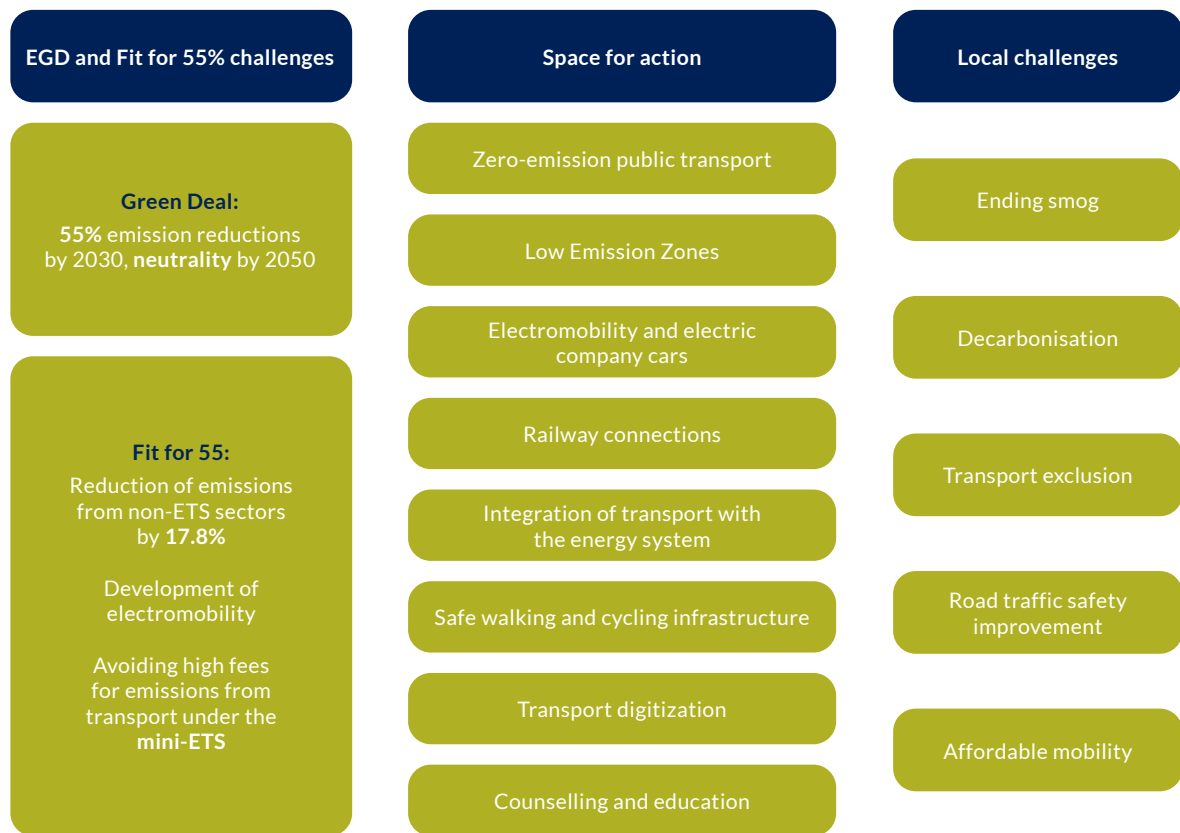 EGD and Fit for 55% challenges
Green Deal:
55% emission reductions
by 2030, neutrality by 2050
Fit for 55:
Reduction of emissions
from non-ETS sectors
by 17.8%
Development of
electromobility
Avoiding high fees
for emissions from
transport under the
mini-ETS
Space for action
Zero-emission public transport
Low Emission Zones
Electromobility and electric
company cars
Railway connections
Integration of transport with
the energy system
Safe walking and cycling infrastructure
Transport digitization
Counselling and education
Local challenges
Ending smog
Decarbonisation
Transport exclusion
Road traffic safety
improvement
Affordable mobility